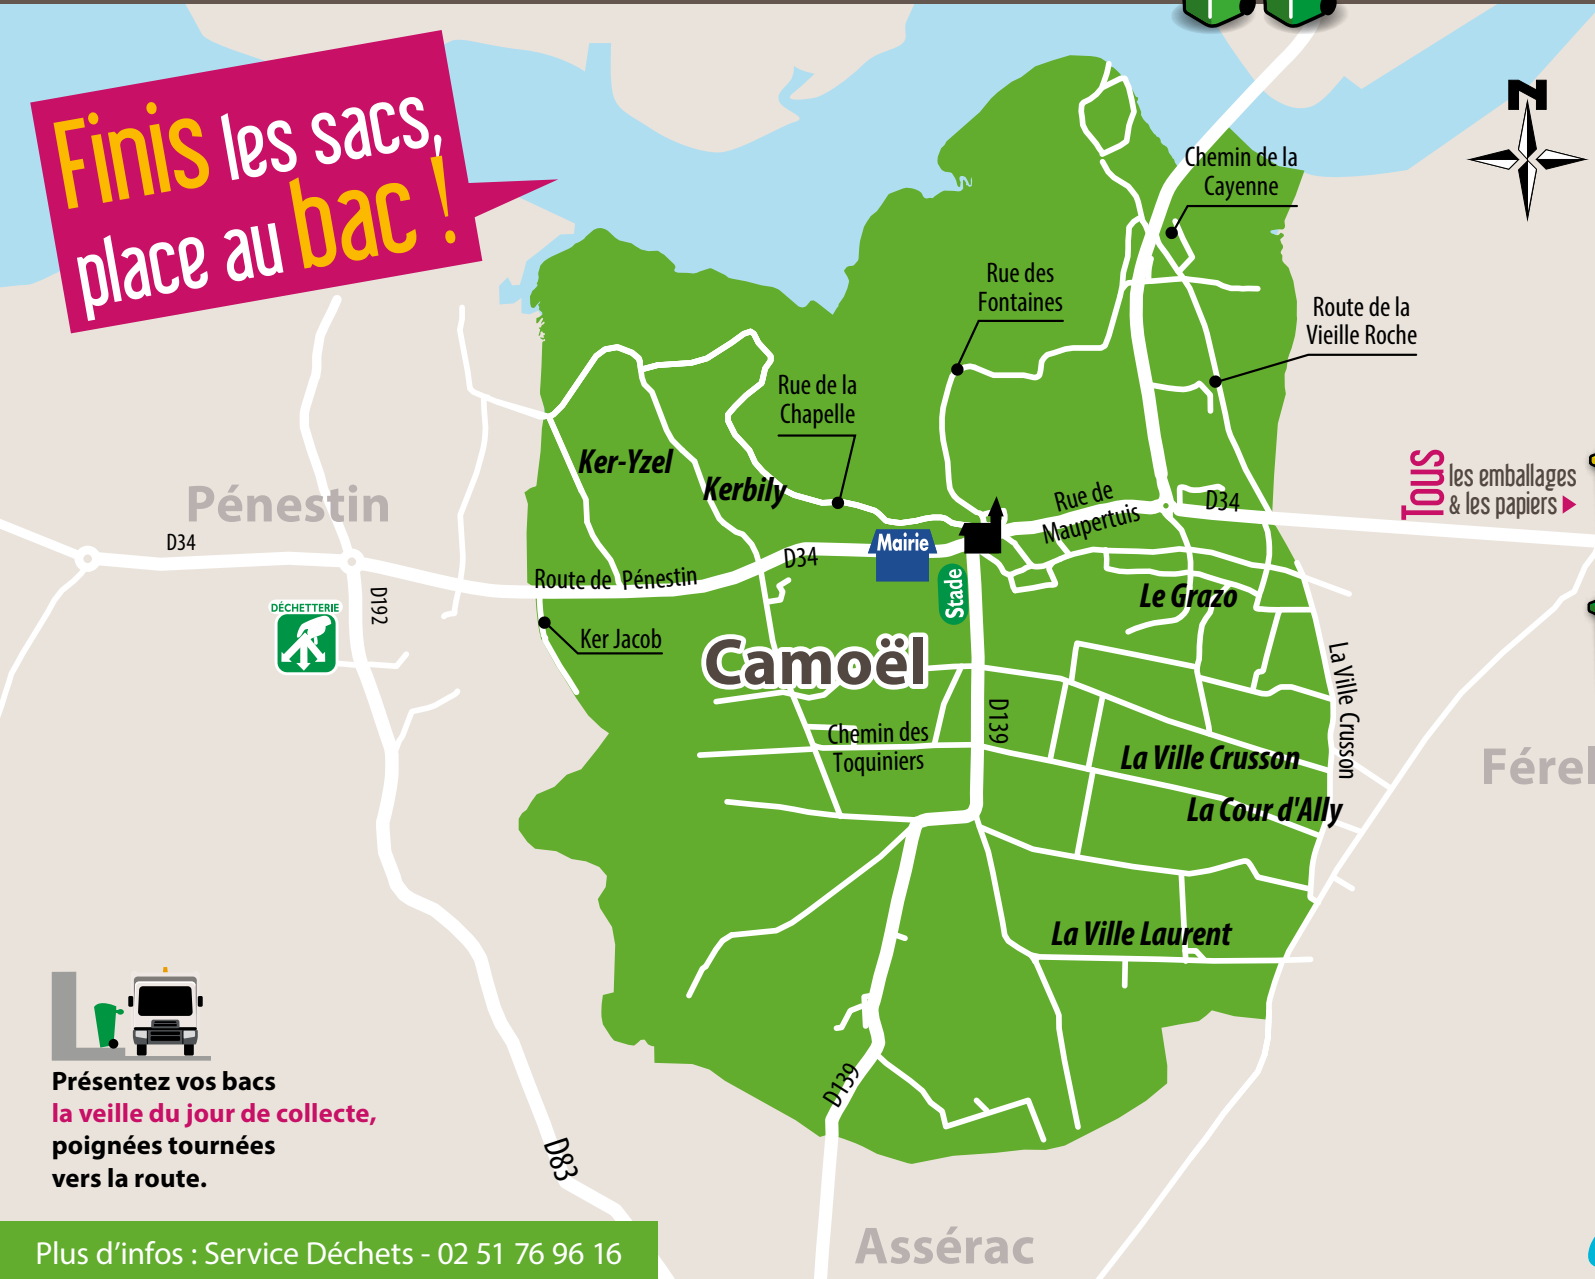 Finis les sacs,
place au bac !
N
Chemin de la
Cayenne
Rue des
Fontaines
Route de la
Vieille Roche
Rue de la
Chapelle
Ker-Yzel
Kerbily
TOUS
les emballages
& les papiers
Pénestin
Rue de
Maupertuis
D34
D34
Mairie
D34
Route de Pénestin
Stade
Le Grazo
DÉCHETTERIE
D192
Ker Jacob
Camoël
La Ville Crusson
D139
Chemin des
Toquiniers
La Ville Crusson
Férel
La Cour d'Ally
La Ville Laurent
Présentez vos bacs
la veille du jour de collecte,
poignées tournées
vers la route.
D139
D83
Assérac
Plus d'infos : Service Déchets - 02 51 76 96 16